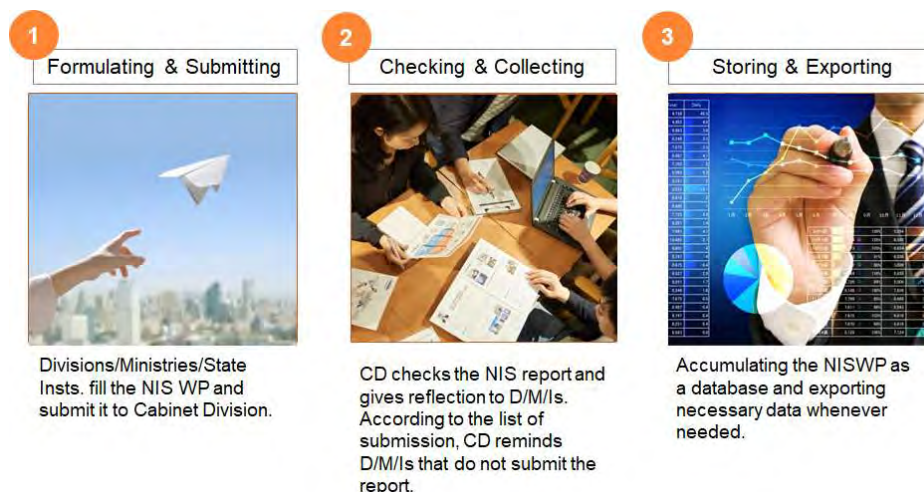 1
Formulating & Submitting
Divisions/Ministries/State
Insts. fill the NIS WP and
submit it to Cabinet Division.
2
Checking & Collecting
CD checks the NIS report and
gives reflection to D/M/Is.
According to the list of
submission, CD reminds
D/M/Is that do not submit the
report.
3
Storing & Exporting
Accumulating the NISWP as
a database and exporting
necessary data whenever
needed.